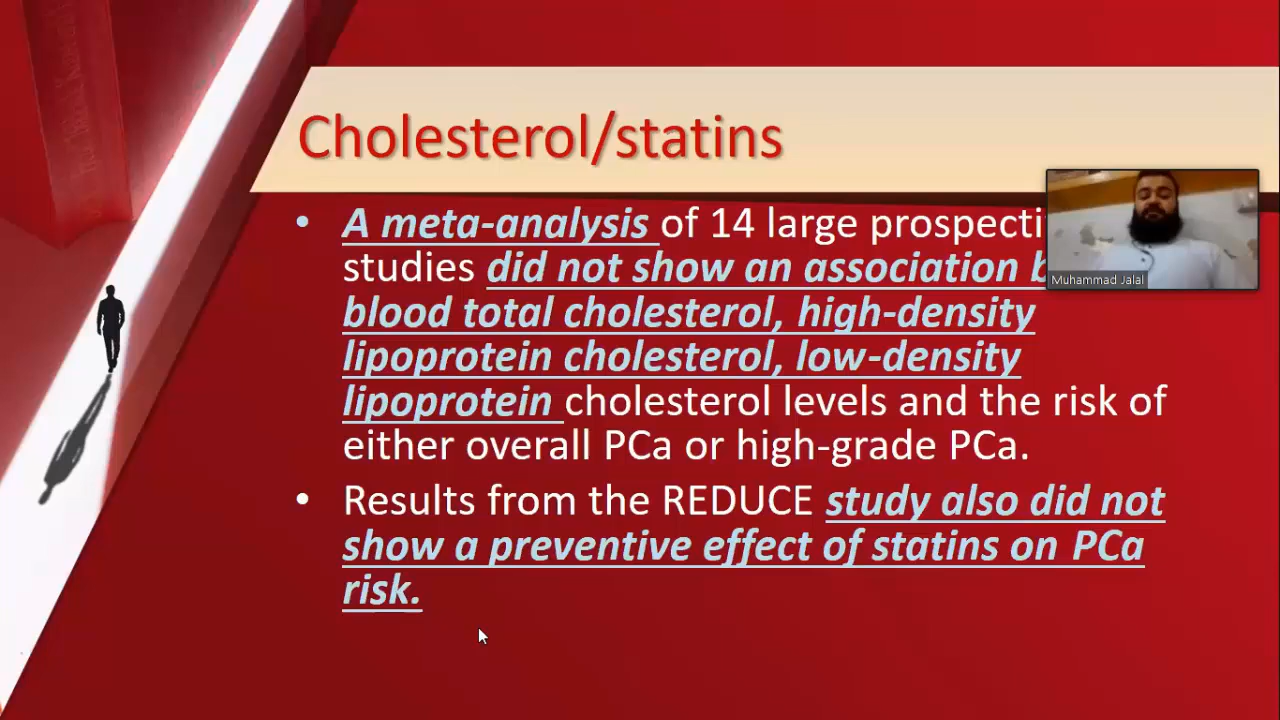 Cholesterol/statins
• A meta-analysis of 14 large
studies did not show an association
blood total cholesterol, high-density
lipoprotein cholesterol, low-density
lipoprotein cholesterol levels and the risk of
either overall PCa or high-grade PCa.
• Results from the REDUCE study also did not
show a preventive effect of statins on PCa
risk.
Muhammad Jalal